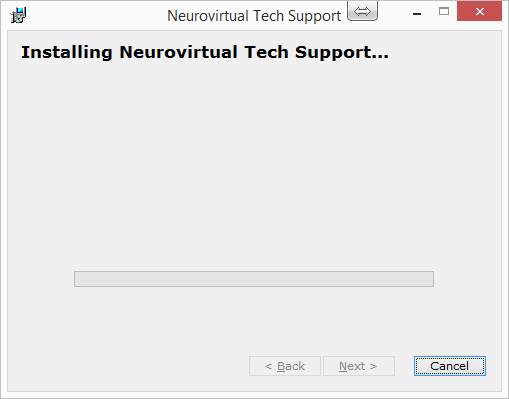 Neurovirtual Tech Support
Installing Neurovirtual Tech Support...
< Back
Next >
Cancel